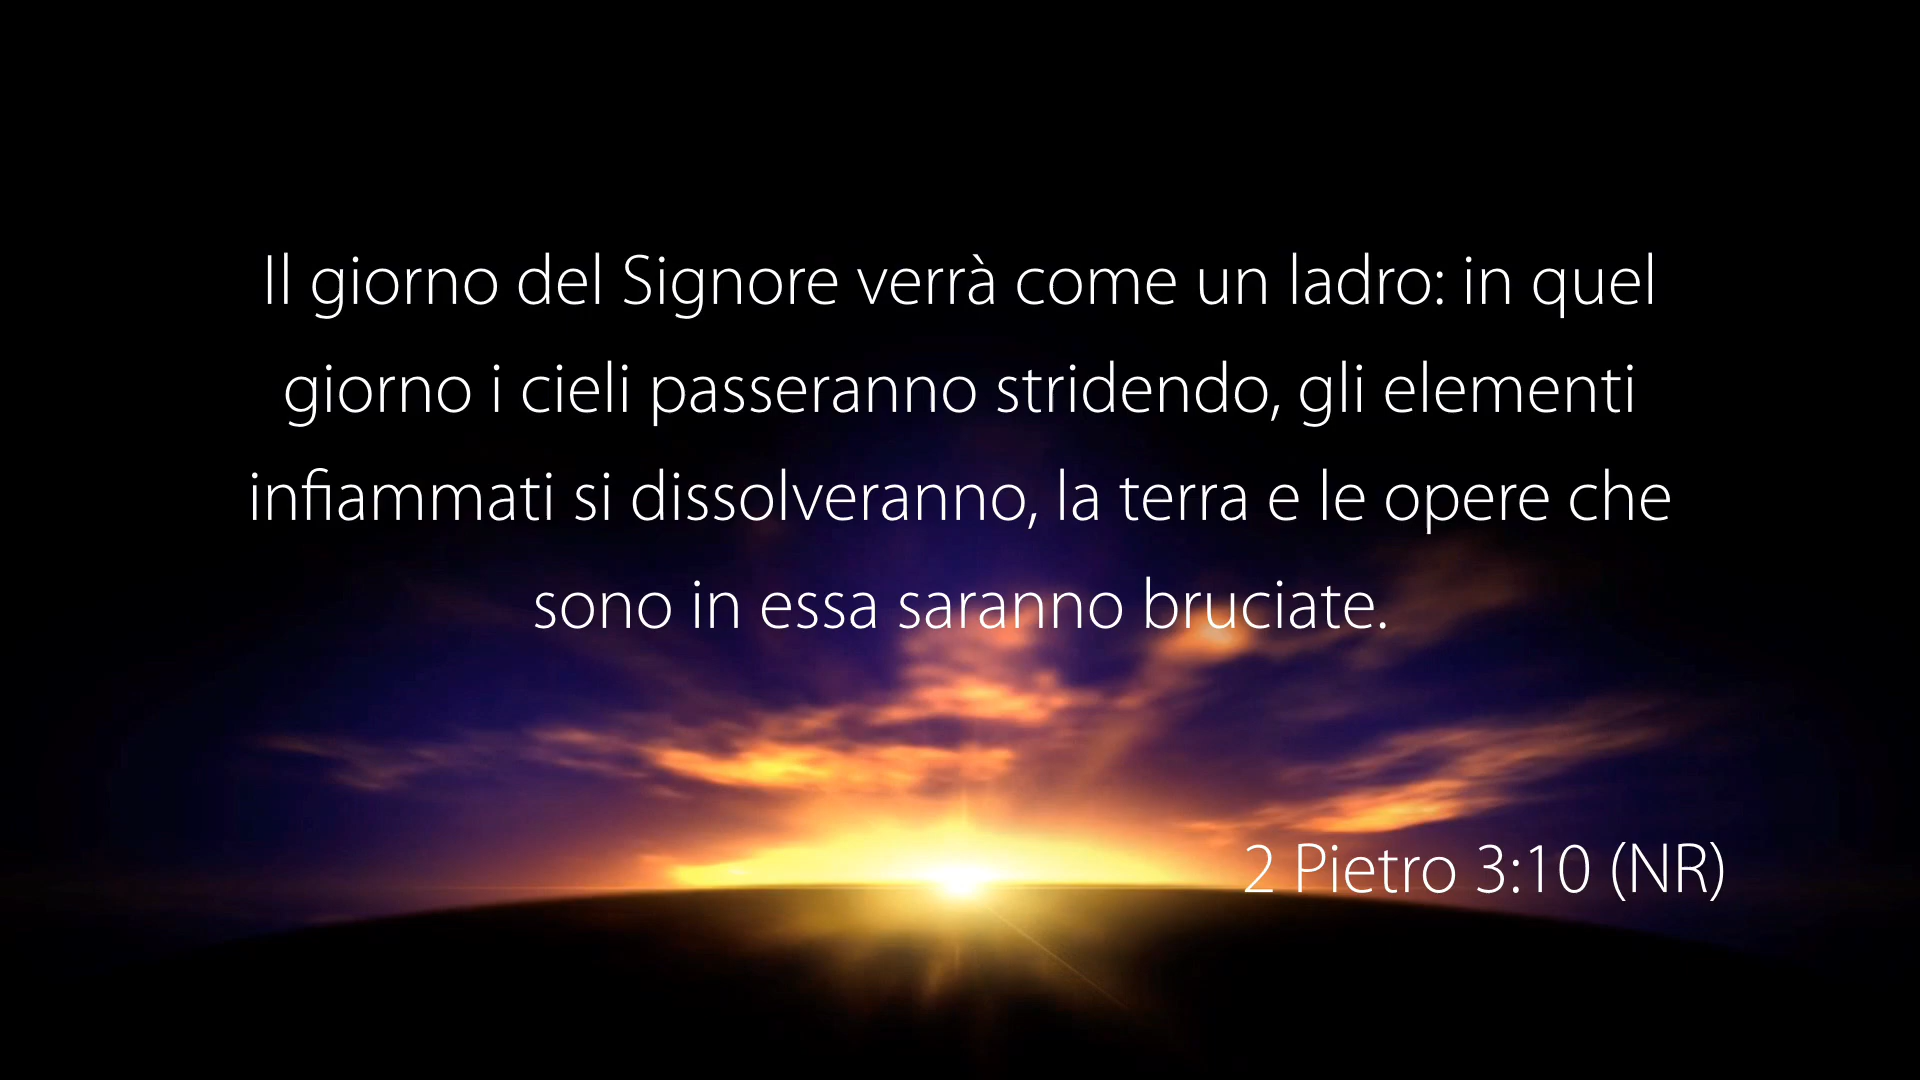 Il giorno del Signore verrà come un ladro: in quel
giorno i cieli passeranno stridendo, gli elementi
infiammati si dissolveranno, la terra e le opere che
sono in essa saranno bruciate.
2 Pietro 3:10 (NR)